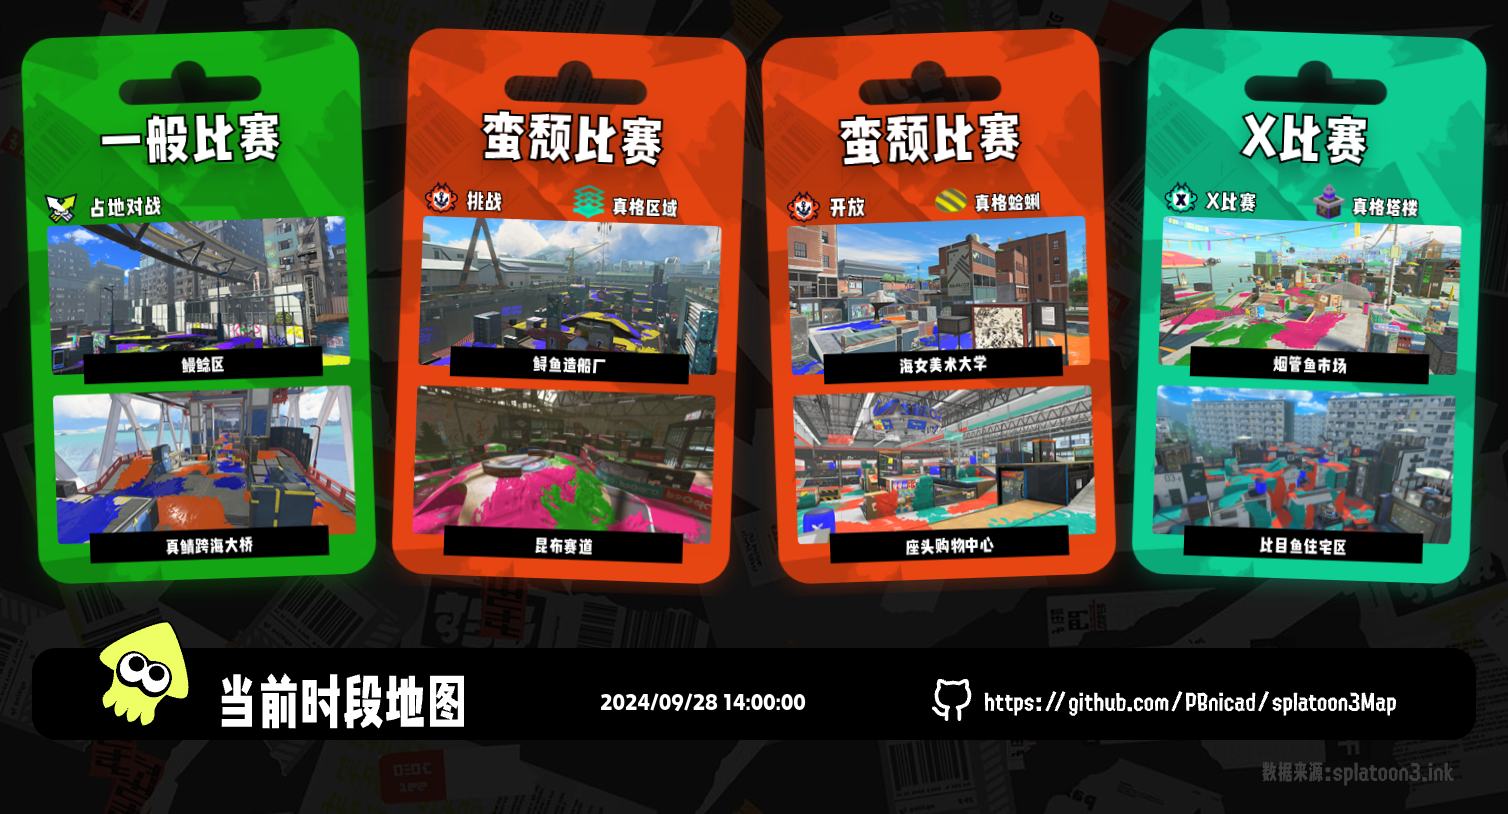 一般比赛
占地对战
鳗鲶区
真鲭跨海大桥
蛮颓比赛
挑战
真格区域
鲟鱼造船厂
昆布赛道
蛮颓比赛
开放
真格蛤蜊
海女美术大学
座头购物中心
X比赛
X比赛
真格塔楼
烟管鱼市场
比目鱼住宅区
当前时段地图
2024/09/28 14:00:00
https://github.com/PBnicad/splatoon3Map
数据来源:splatoon3.ink